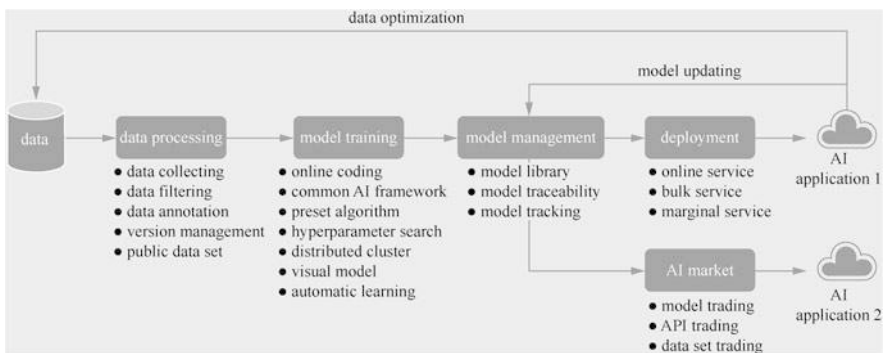 data optimization
model updating
data
data processing
model training
model management
deployment
AI
application 1
● data collecting
● data filtering
● data annotation
● version management
● public data set
● online coding
● common AI framework
● preset algorithm
● hyperparameter search
● distributed cluster
● visual model
● automatic learning
● model library
● model traceability
● model tracking
● online service
● bulk service
● marginal service
AI market
AI
application 2
● model trading
● API trading
● data set trading